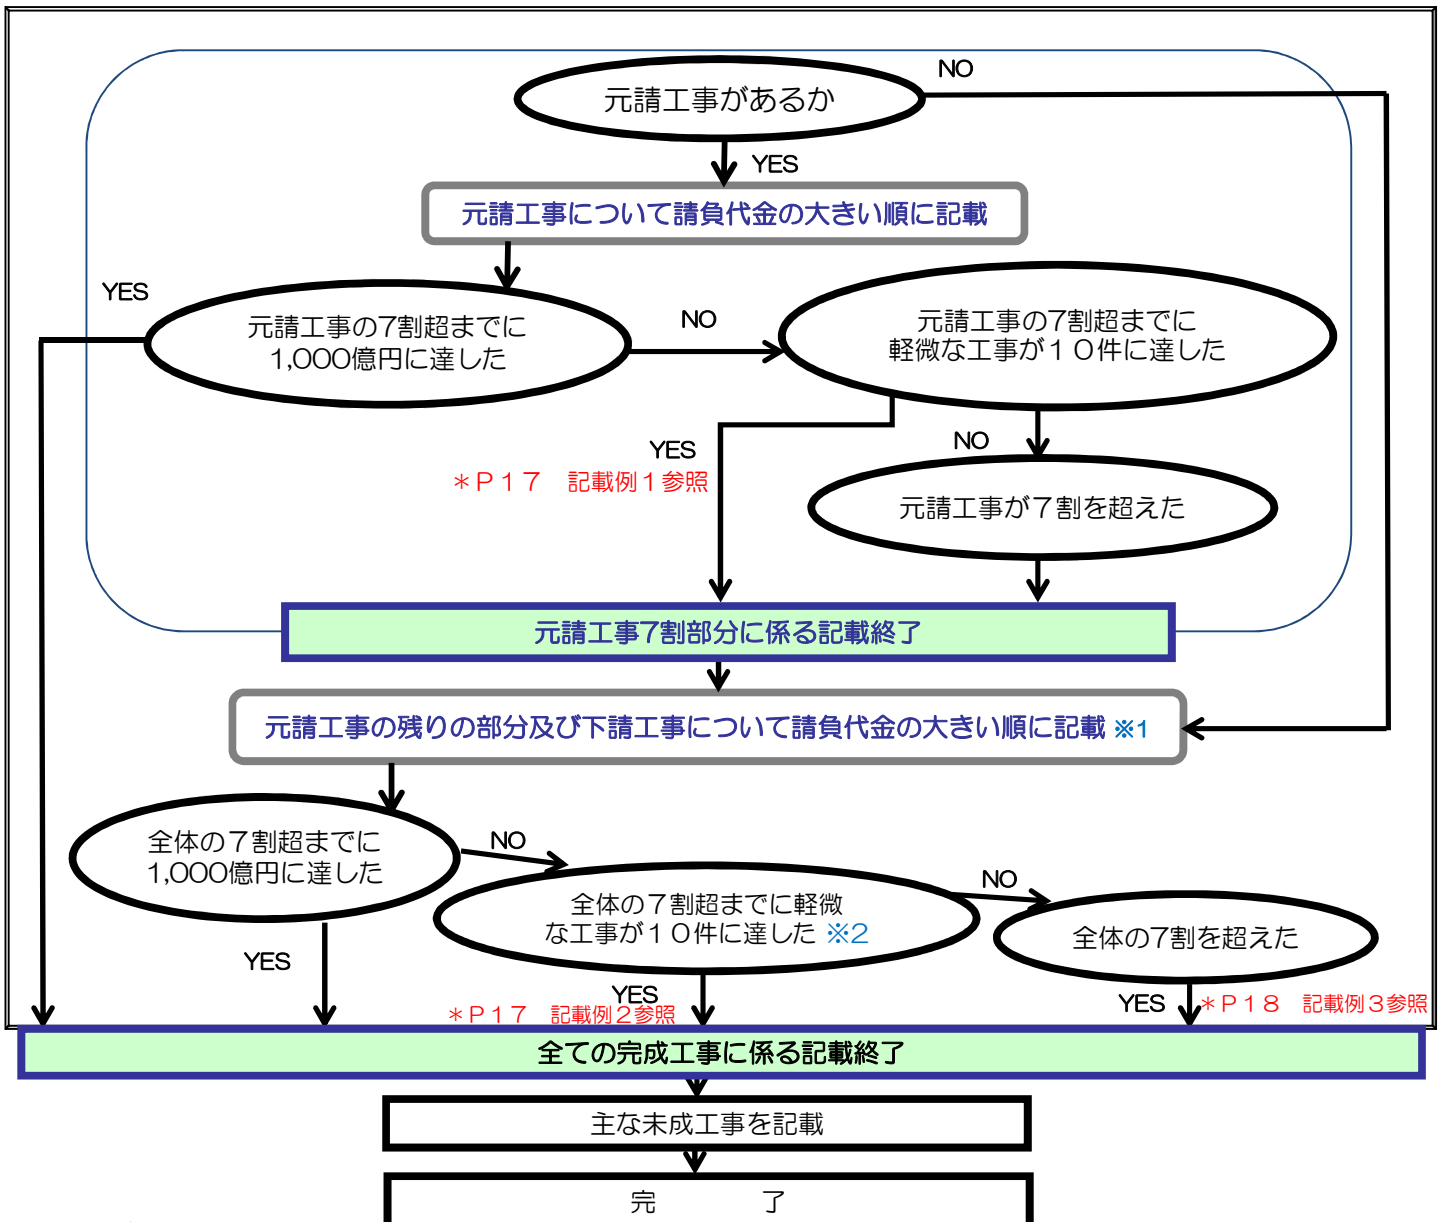 元請工事があるか
NO
YES
元請工事について請負代金の大きい順に記載
YES
元請工事の7割超までに
1,000億円に達した
NO
元請工事の7割超までに
軽微な工事が１０件に達した
YES
＊Ｐ１７　記載例１参照
NO
元請工事が７割を超えた
元請工事7割部分に係る記載終了
元請工事の残りの部分及び下請工事について請負代金の大きい順に記載 ※1
全体の７割超までに
1,000億円に達した
NO
全体の７割超までに軽微
な工事が１０件に達した ※2
NO
全体の7割を超えた
YES
YES
＊Ｐ１７　記載例２参照
YES
＊Ｐ１８　記載例３参照
全ての完成工事に係る記載終了
主な未成工事を記載
完　　　　了